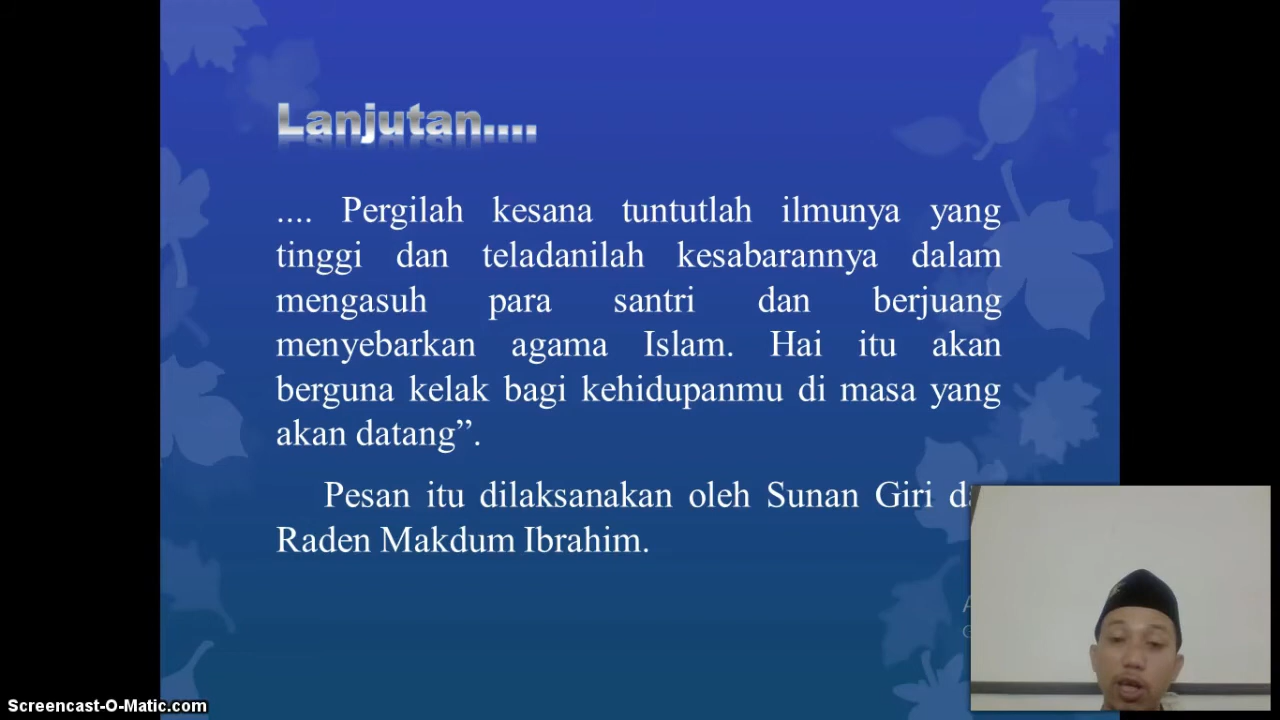 Lanjutan....
.... Pergilah kesana tuntutlah ilmunya yang
tinggi dan teladanilah kesabarannya dalam
mengasuh para santri dan berjuang
menyebarkan agama Islam. Hai itu akan
berguna kelak bagi kehidupanmu di masa yang
akan datang”.
Pesan itu dilaksanakan oleh Sunan Giri
Raden Makdum Ibrahim.
Screencast-O-Matic.com